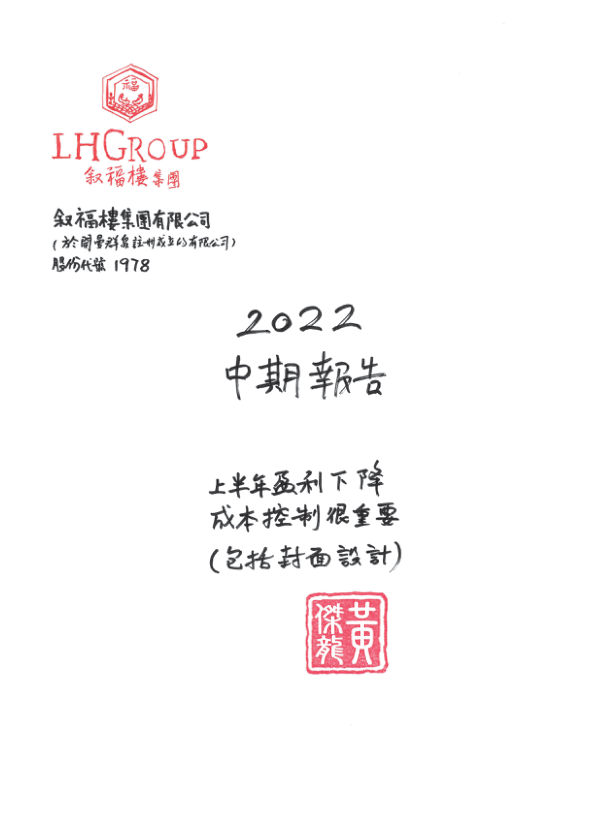 福
LHGROUP
叙福樓集團
叙福樓集團有限公司
(於開曼群島註冊成立的有限公司)
股份代號 1978
2022
中期報告
上半年盈利下降
成本控制很重要
(包括封面設計)
黃傑龍